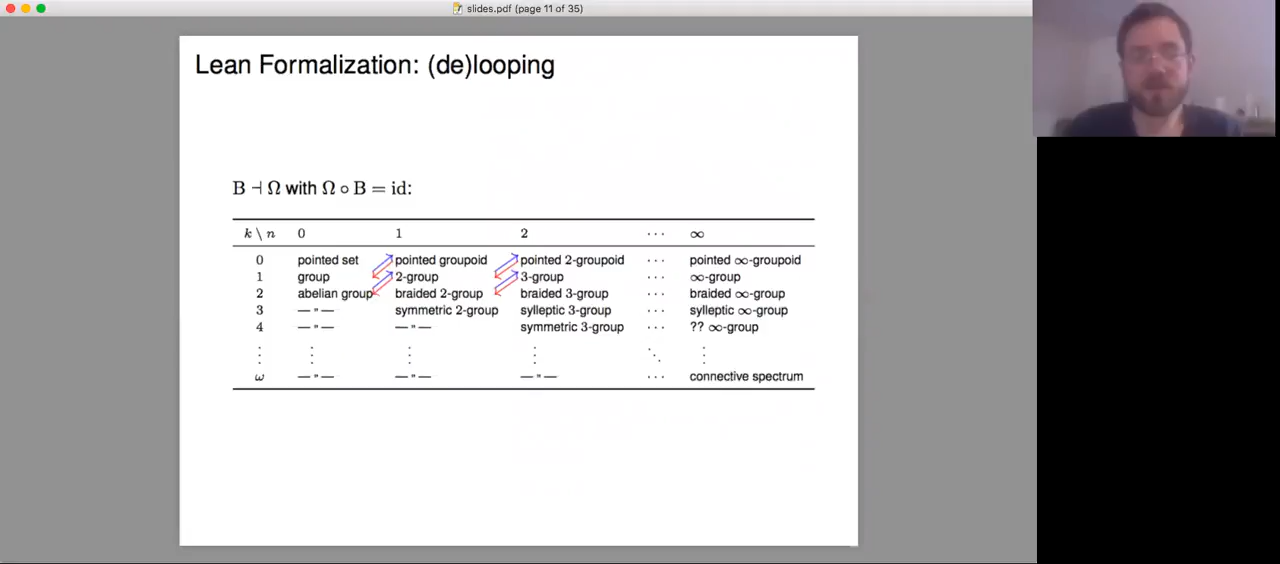 slides.pdf (page 11 of 35)
Lean Formalization: (de)looping
B ⊣ Ω with Ω ∘ B = id:
k \ n 0 1 2 ⋯ ∞
0 pointed set pointed groupoid pointed 2-groupoid ⋯ pointed ∞-groupoid
1 group 2-group 3-group ⋯ ∞-group
2 abelian group braided 2-group braided 3-group ⋯ braided ∞-group
3 — " — symmetric 2-group sylleptic 3-group ⋯ sylleptic ∞-group
4 — " — — " — symmetric 3-group ⋯ ?? ∞-group
⋮ ⋮ ⋮ ⋮ ⋱ ⋮
ω — " — — " — — " — ⋯ connective spectrum